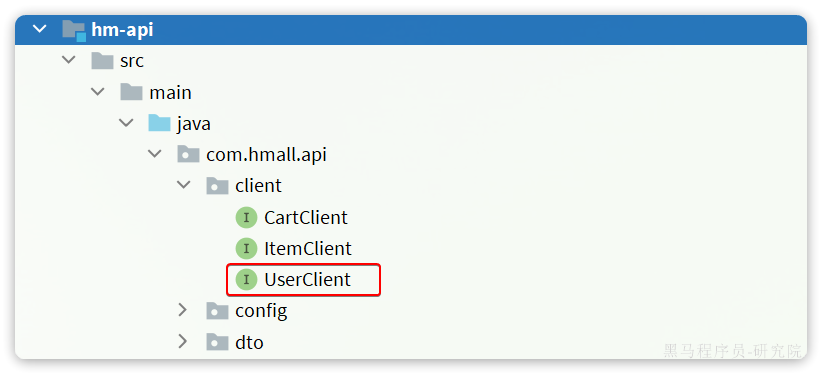 hm-api
src
main
java
com.hmall.api
client
I CartClient
I ItemClient
I UserClient
config
dto
黑马程序员-研究院